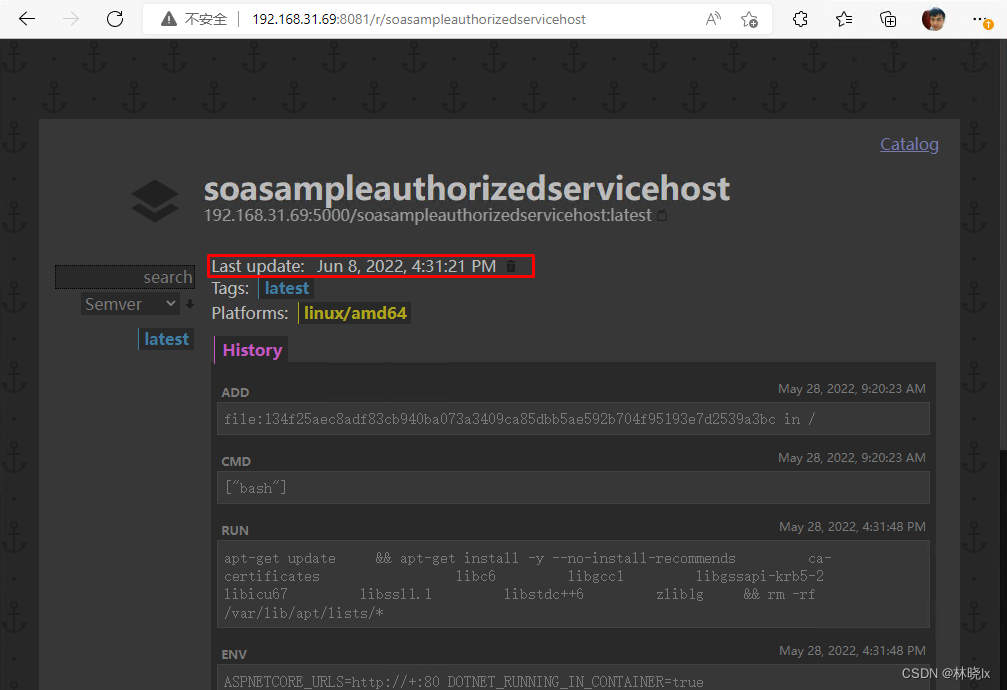 不安全 192.168.31.69:8081/r/soasampleauthorizedservicehost
Catalog
soasampleauthorizedservicehost
192.168.31.69:5000/soasampleauthorizedservicehost:latest
Last update: Jun 8, 2022, 4:31:21 PM
search
Tags: latest
Semver
Platforms: linux/amd64
latest
History
ADD May 28, 2022, 9:20:23 AM
file:134f25aec8adf83cb940ba073a3409ca85dbb5ae592b704f95193e7d2539a3bc in /
CMD May 28, 2022, 9:20:23 AM
["bash"]
RUN May 28, 2022, 4:31:48 PM
apt-get update && apt-get install -y --no-install-recommends ca-
certificates libc6 libgcc1 libgssapi-krb5-2
libicu67 libssl1.1 libstdc++6 zlib1g && rm -rf
/var/lib/apt/lists/*
ENV May 28, 2022, 4:31:48 PM
ASPNETCORE_URLS=http://+:80 DOTNET_RUNNING_IN_CONTAINER=true
CSDN @林晓lx